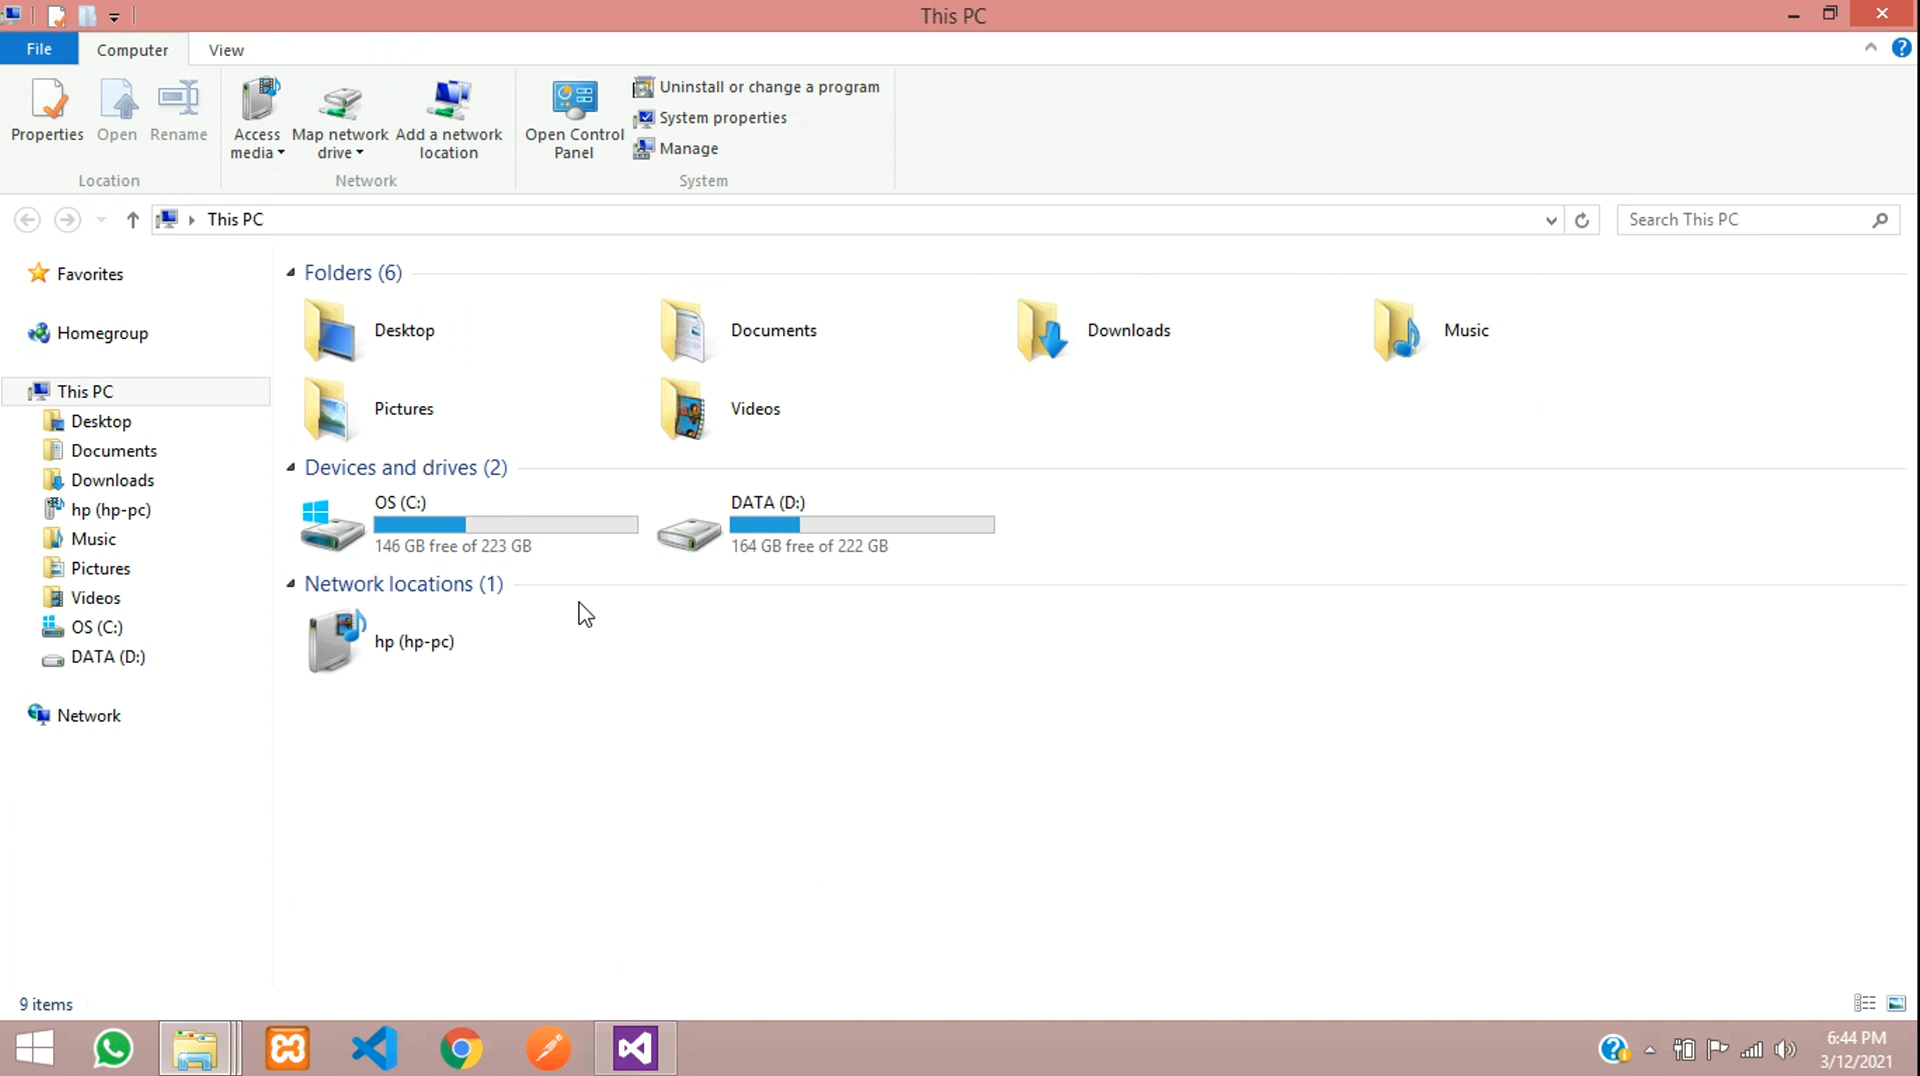 This PC
File Computer View
Properties Open Rename Access media Map network drive Add a network location Open Control Panel
Uninstall or change a program
System properties
Manage
Location Network System
This PC
Search This PC
Favorites
Homegroup
This PC
Desktop
Documents
Downloads
hp (hp-pc)
Music
Pictures
Videos
OS (C:)
DATA (D:)
Network
Folders (6)
Desktop Documents Downloads Music
Pictures Videos
Devices and drives (2)
OS (C:) DATA (D:)
146 GB free of 223 GB 164 GB free of 222 GB
Network locations (1)
hp (hp-pc)
9 items
6:44 PM
3/12/2021